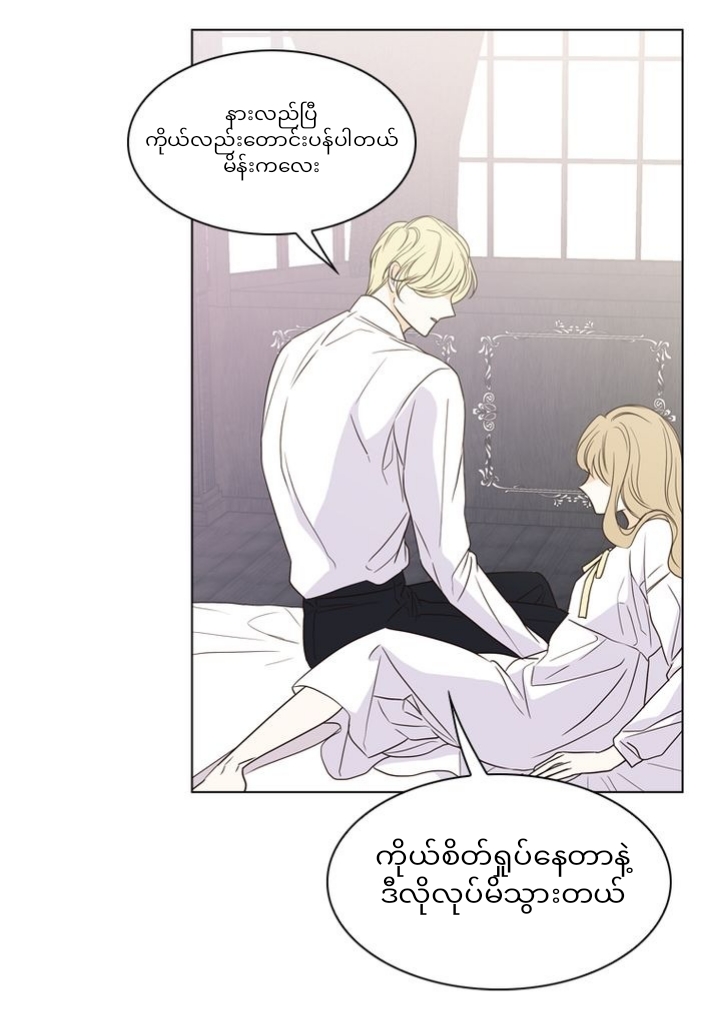 နားလည်ပြီ
ကိုယ်လည်းတောင်းပန်ပါတယ်
မိန်းကလေး
ကိုယ်စိတ်ရှုပ်နေတာနဲ့
ဒီလိုလုပ်မိသွားတယ်